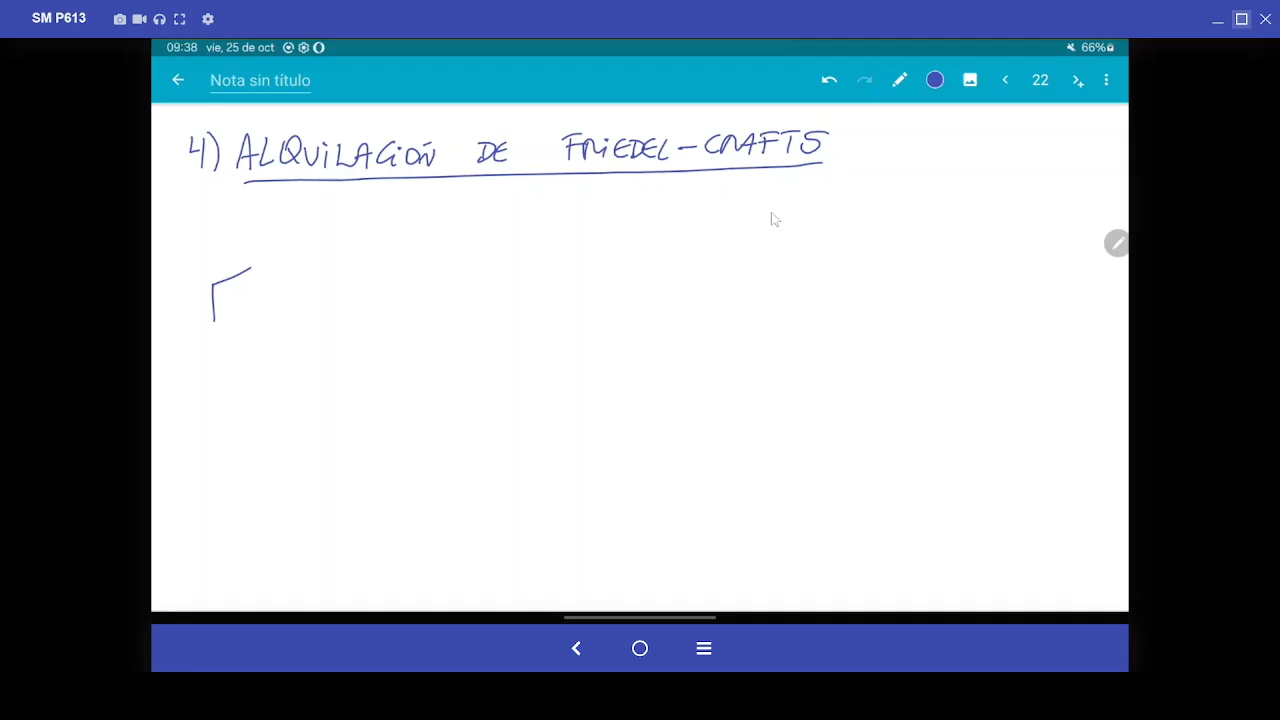 SM P613
09:38 vie, 25 de oct 66%
Nota sin título
22
4) ALQUILACIÓN DE FRIEDEL-CRAFTS